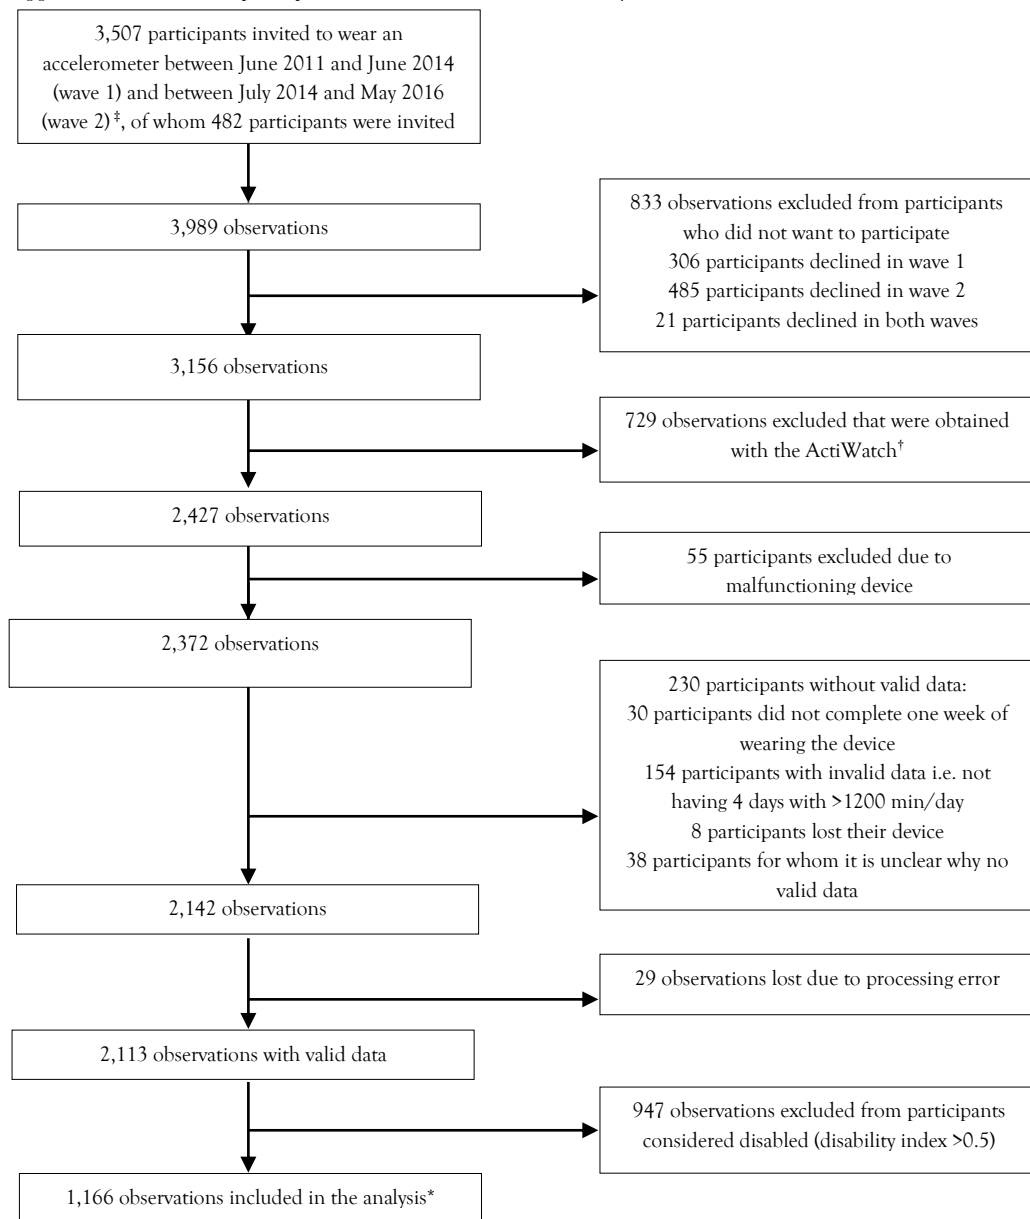 3,507 participants invited to wear an
accelerometer between June 2011 and June 2014
(wave 1) and between July 2014 and May 2016
(wave 2)‡, of whom 482 participants were invited
3,989 observations
833 observations excluded from participants
who did not want to participate
306 participants declined in wave 1
485 participants declined in wave 2
21 participants declined in both waves
3,156 observations
729 observations excluded that were obtained
with the ActiWatch†
2,427 observations
55 participants excluded due to
malfunctioning device
2,372 observations
230 participants without valid data:
30 participants did not complete one week of
wearing the device
154 participants with invalid data i.e. not
having 4 days with >1200 min/day
8 participants lost their device
38 participants for whom it is unclear why no
valid data
2,142 observations
29 observations lost due to processing error
2,113 observations with valid data
947 observations excluded from participants
considered disabled (disability index >0.5)
1,166 observations included in the analysis*